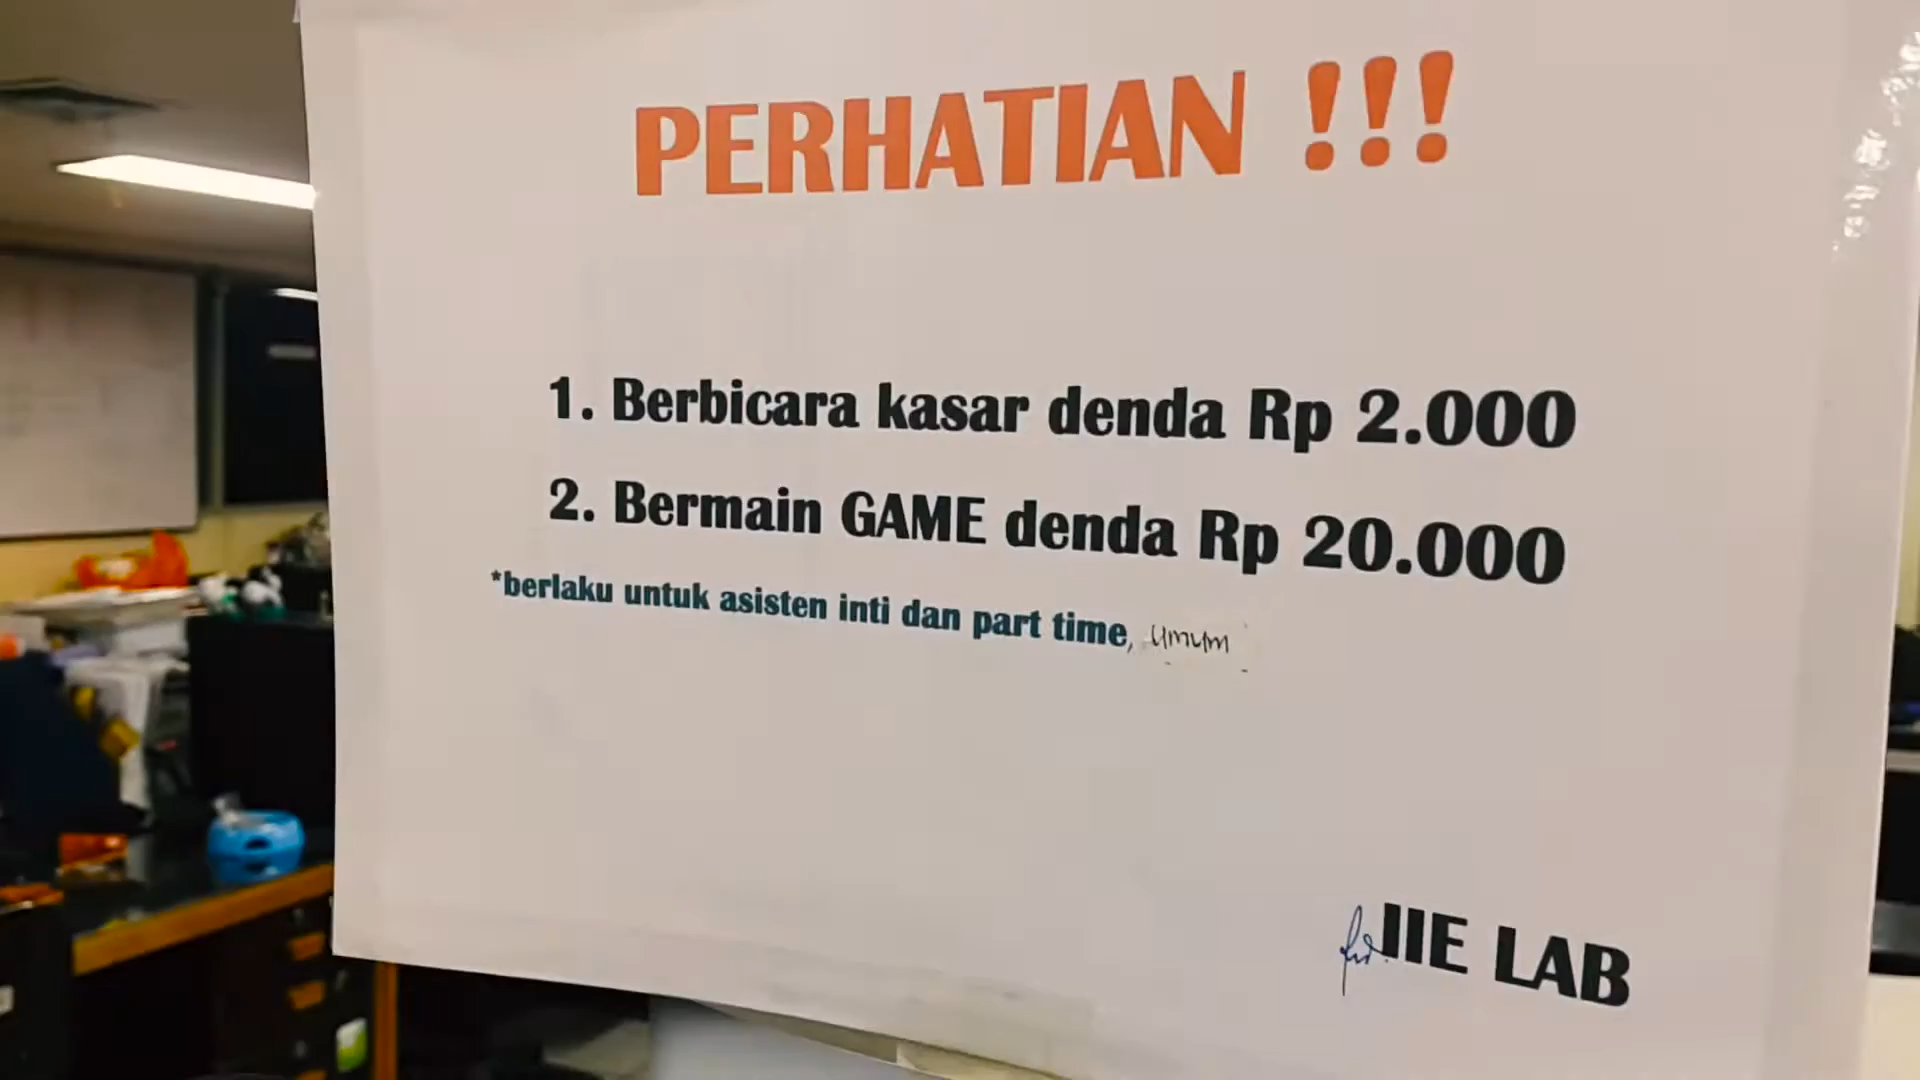 PERHATIAN !!!
1. Berbicara kasar denda Rp 2.000
2. Bermain GAME denda Rp 20.000
*berlaku untuk asisten inti dan part time, umum
IIE LAB